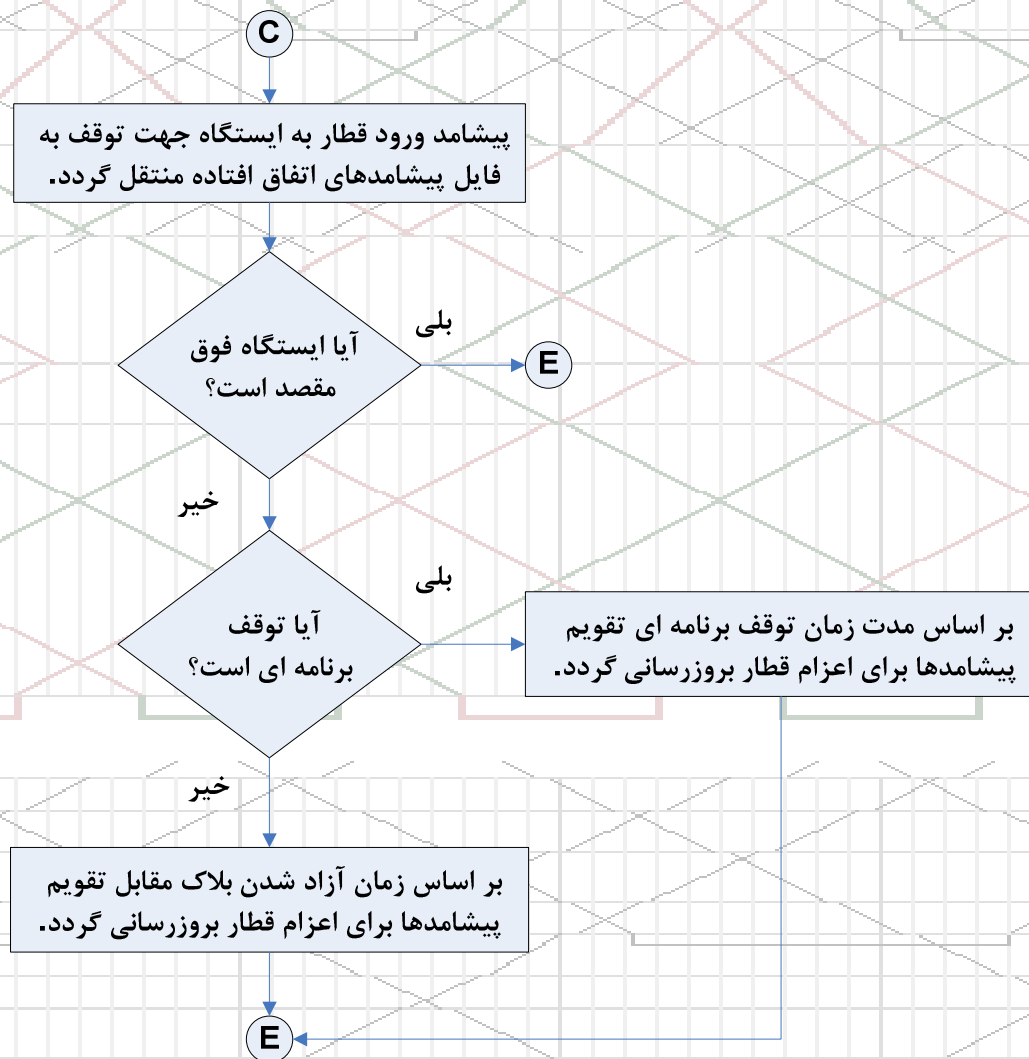 C
پیشامد ورود قطار به ایستگاه جهت توقف به
فایل پیشامدهای اتفاق افتاده منتقل گردد.
بلی
آیا ایستگاه فوق
مقصد است؟
E
خیر
بلی
آیا توقف
برنامه ای است؟
بر اساس مدت زمان توقف برنامه ای تقویم
پیشامدها برای اعزام قطار بروزرسانی گردد.
خیر
بر اساس زمان آزاد شدن بلاک مقابل تقویم
پیشامدها برای اعزام قطار بروزرسانی گردد.
E